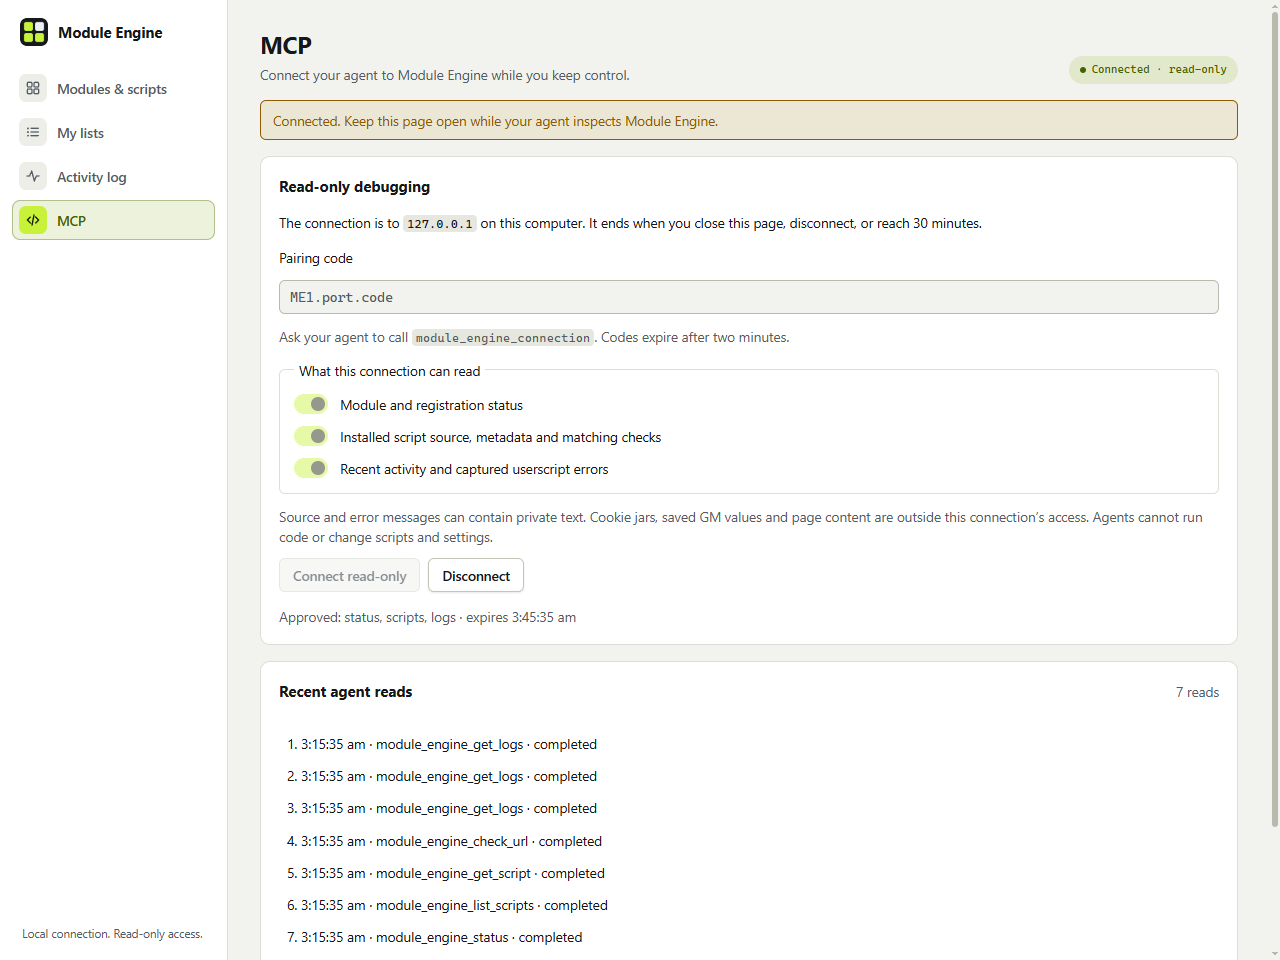 Module Engine
Modules & scripts
My lists
Activity log
MCP
Local connection. Read-only access.
MCP
Connect your agent to Module Engine while you keep control.
Connected · read-only
Connected. Keep this page open while your agent inspects Module Engine.
Read-only debugging
The connection is to 127.0.0.1 on this computer. It ends when you close this page, disconnect, or reach 30 minutes.
Pairing code
ME1.port.code
Ask your agent to call module_engine_connection. Codes expire after two minutes.
What this connection can read
Module and registration status
Installed script source, metadata and matching checks
Recent activity and captured userscript errors
Source and error messages can contain private text. Cookie jars, saved GM values and page content are outside this connection’s access. Agents cannot run
code or change scripts and settings.
Connect read-only
Disconnect
Approved: status, scripts, logs · expires 3:45:35 am
Recent agent reads
7 reads
1. 3:15:35 am · module_engine_get_logs · completed
2. 3:15:35 am · module_engine_get_logs · completed
3. 3:15:35 am · module_engine_get_logs · completed
4. 3:15:35 am · module_engine_check_url · completed
5. 3:15:35 am · module_engine_get_script · completed
6. 3:15:35 am · module_engine_list_scripts · completed
7. 3:15:35 am · module_engine_status · completed